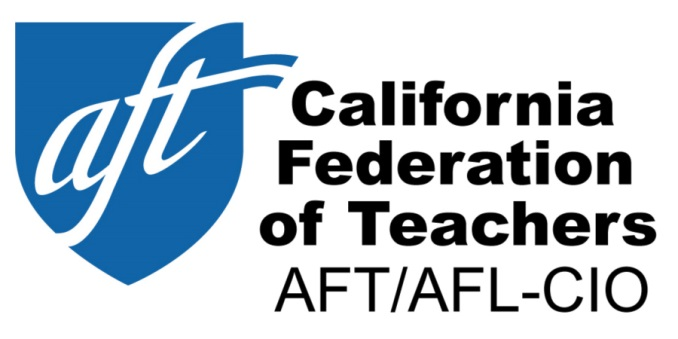 aft
California
Federation
of Teachers
AFT/AFL-CIO